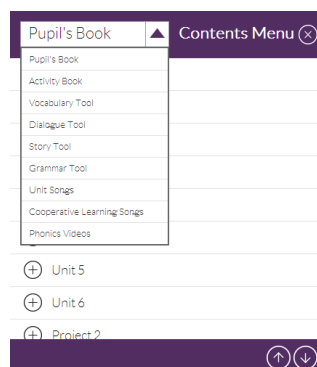 Pupil's Book
Contents Menu
Pupil's Book
Activity Book
Vocabulary Tool
Dialogue Tool
Story Tool
Grammar Tool
Unit Songs
Cooperative Learning Songs
Phonics Videos
Unit 5
Unit 6
Project 2